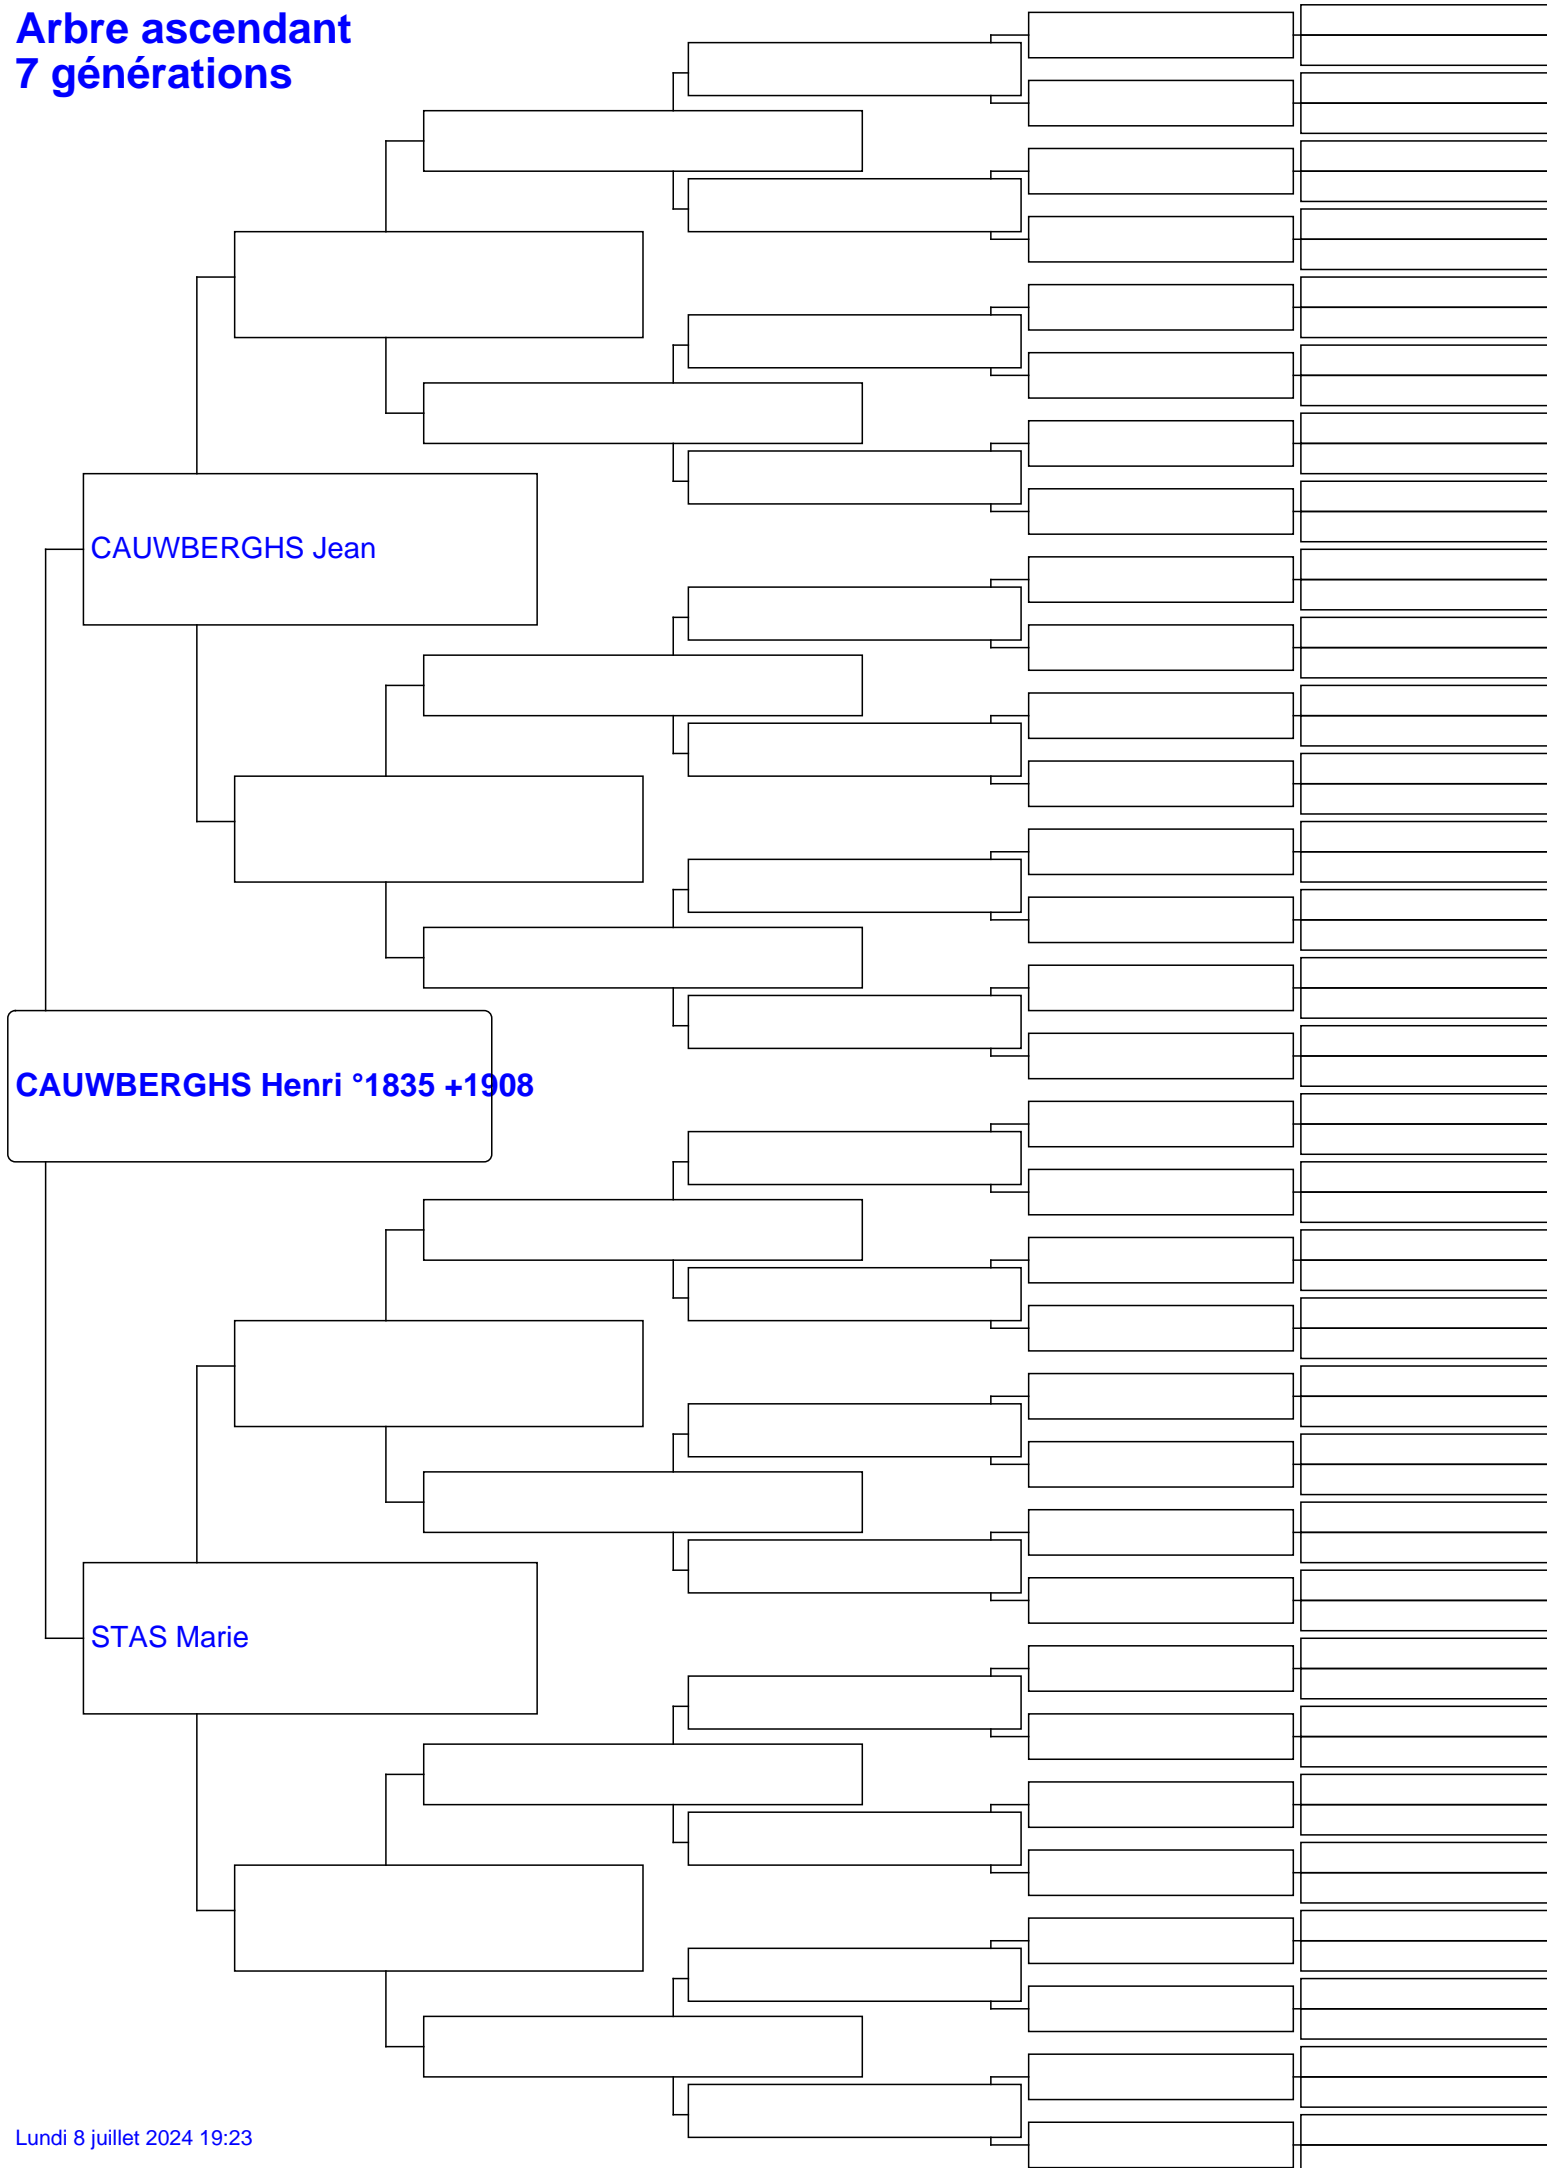 Arbre ascendant
7 générations
CAUWBERGHS Jean
CAUWBERGHS Henri °1835 +1908
STAS Marie
Lundi 8 juillet 2024 19:23